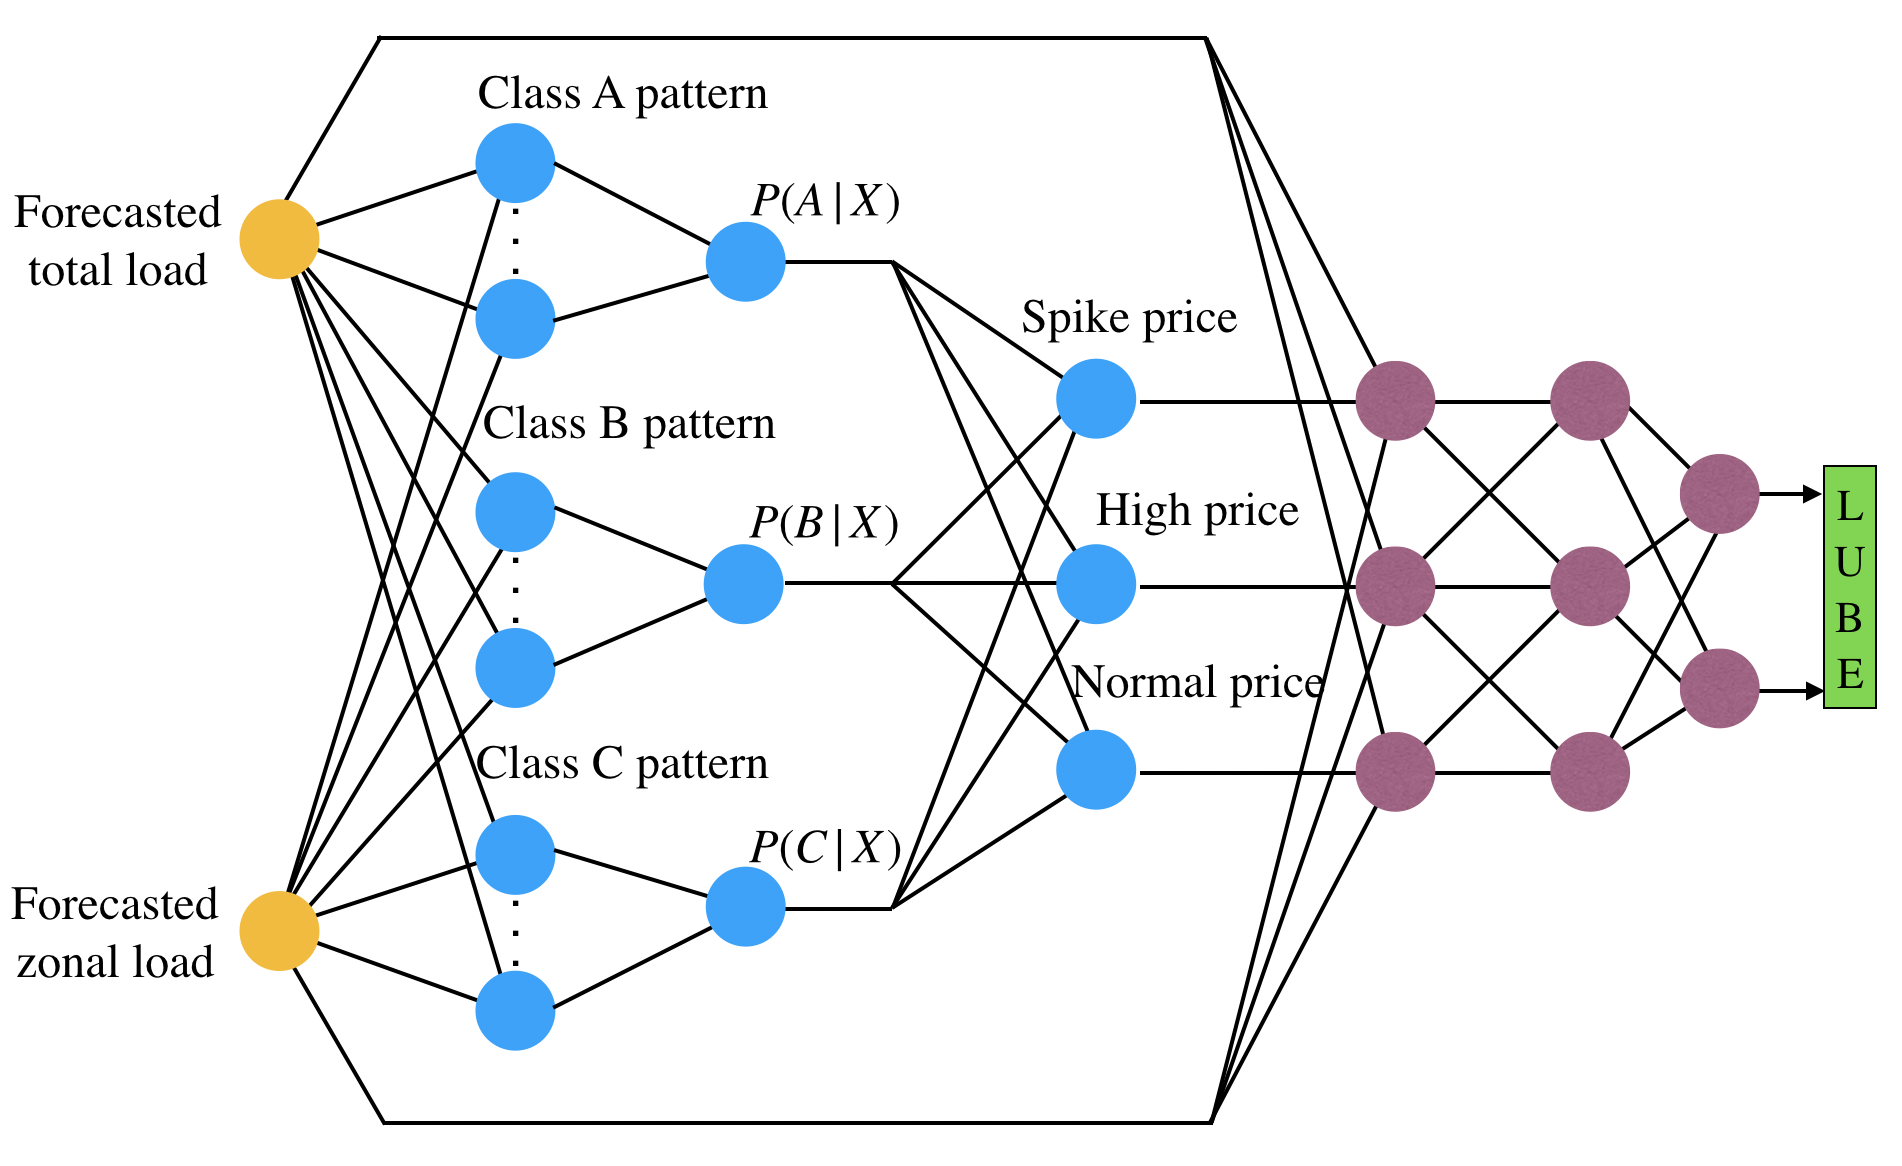 Class A pattern
P(A|X)
Forecasted
total load
Spike price
Class B pattern
P(B|X)
High price
L
U
B
E
Normal price
Class C pattern
P(C|X)
Forecasted
zonal load